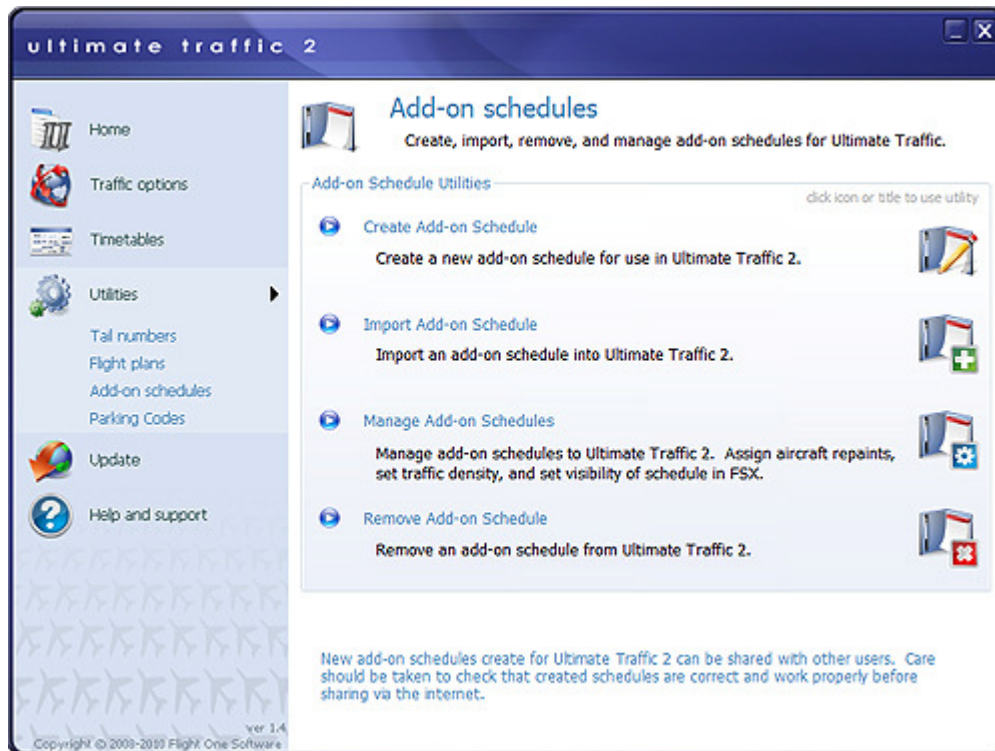 ultimate traffic 2
Home
Traffic options
Timetables
Utilities
Tail numbers
Flight plans
Add-on schedules
Parking Codes
Update
Help and support
ver 1.4
Copyright © 2008-2010 Flight One Software
Add-on schedules
Create, import, remove, and manage add-on schedules for Ultimate Traffic.
Add-on Schedule Utilities
click icon or title to use utility
Create Add-on Schedule
Create a new add-on schedule for use in Ultimate Traffic 2.
Import Add-on Schedule
Import an add-on schedule into Ultimate Traffic 2.
Manage Add-on Schedules
Manage add-on schedules to Ultimate Traffic 2. Assign aircraft repaints,
set traffic density, and set visibility of schedule in FSX.
Remove Add-on Schedule
Remove an add-on schedule from Ultimate Traffic 2.
New add-on schedules create for Ultimate Traffic 2 can be shared with other users. Care
should be taken to check that created schedules are correct and work properly before
sharing via the internet.